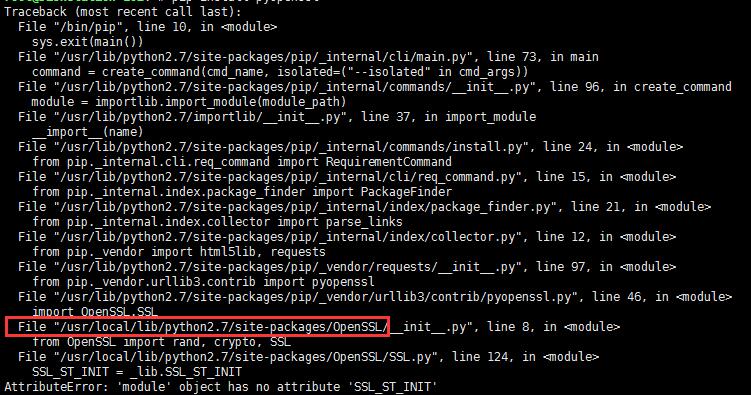 Traceback (most recent call last):
File "/bin/pip", line 10, in <module>
sys.exit(main())
File "/usr/lib/python2.7/site-packages/pip/_internal/cli/main.py", line 73, in main
command = create_command(cmd_name, isolated=("--isolated" in cmd_args))
File "/usr/lib/python2.7/site-packages/pip/_internal/commands/__init__.py", line 96, in create_command
module = importlib.import_module(module_path)
File "/usr/lib/python2.7/importlib/__init__.py", line 37, in import_module
__import__(name)
File "/usr/lib/python2.7/site-packages/pip/_internal/commands/install.py", line 24, in <module>
from pip._internal.cli.req_command import RequirementCommand
File "/usr/lib/python2.7/site-packages/pip/_internal/cli/req_command.py", line 15, in <module>
from pip._internal.index.package_finder import PackageFinder
File "/usr/lib/python2.7/site-packages/pip/_internal/index/package_finder.py", line 21, in <module>
from pip._internal.index.collector import parse_links
File "/usr/lib/python2.7/site-packages/pip/_internal/index/collector.py", line 12, in <module>
from pip._vendor import html5lib, requests
File "/usr/lib/python2.7/site-packages/pip/_vendor/requests/__init__.py", line 97, in <module>
from pip._vendor.urllib3.contrib import pyopenssl
File "/usr/lib/python2.7/site-packages/pip/_vendor/urllib3/contrib/pyopenssl.py", line 46, in <module>
import OpenSSL.SSL
File "/usr/local/lib/python2.7/site-packages/OpenSSL/__init__.py", line 8, in <module>
from OpenSSL import rand, crypto, SSL
File "/usr/local/lib/python2.7/site-packages/OpenSSL/SSL.py", line 124, in <module>
SSL_ST_INIT = _lib.SSL_ST_INIT
AttributeError: 'module' object has no attribute 'SSL_ST_INIT'